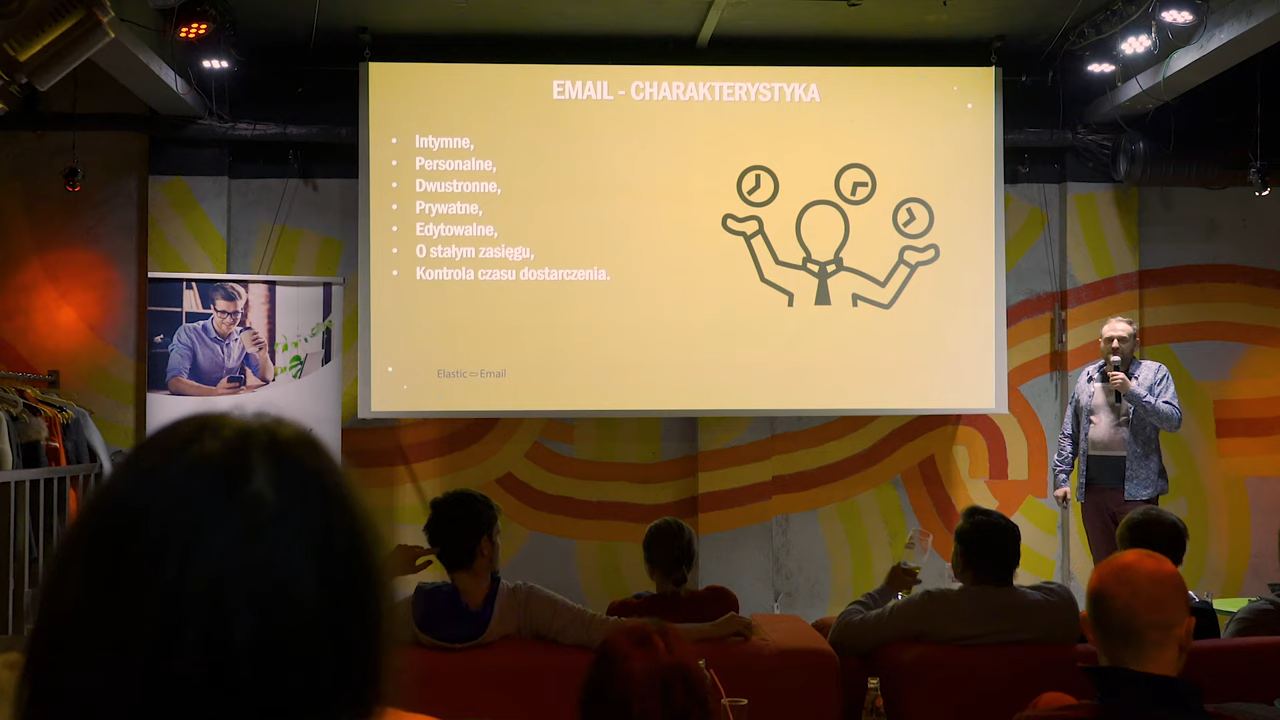 EMAIL - CHARAKTERYSTYKA
• Intymne,
• Personalne,
• Dwustronne,
• Prywatne,
• Edytowalne,
• O stałym zasięgu,
• Kontrola czasu dostarczenia.
Elastic Email